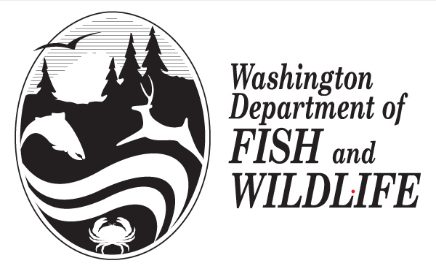 Washington
Department of
FISH and
WILDLIFE